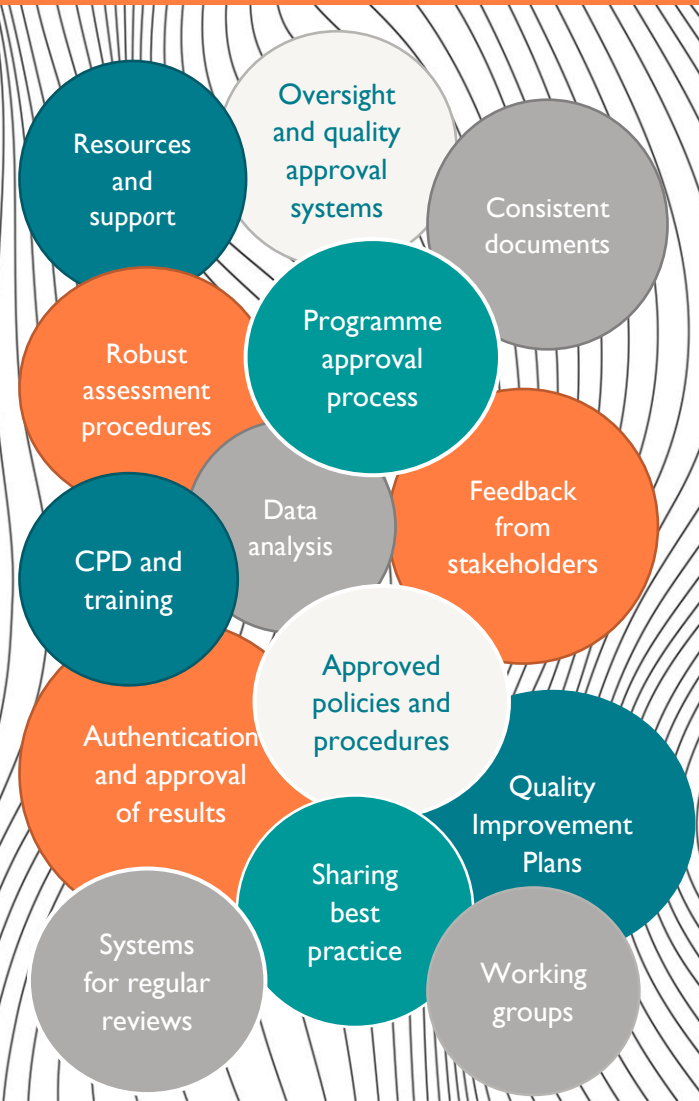 Resources
and
support
Oversight
and quality
approval
systems
Consistent
documents
Programme
approval
process
Robust
assessment
procedures
Data
analysis
Feedback
from
stakeholders
CPD and
training
Approved
policies and
procedures
Authentication
and approval
of results
Quality
Improvement
Plans
Sharing
best
practice
Systems
for regular
reviews
Working
groups